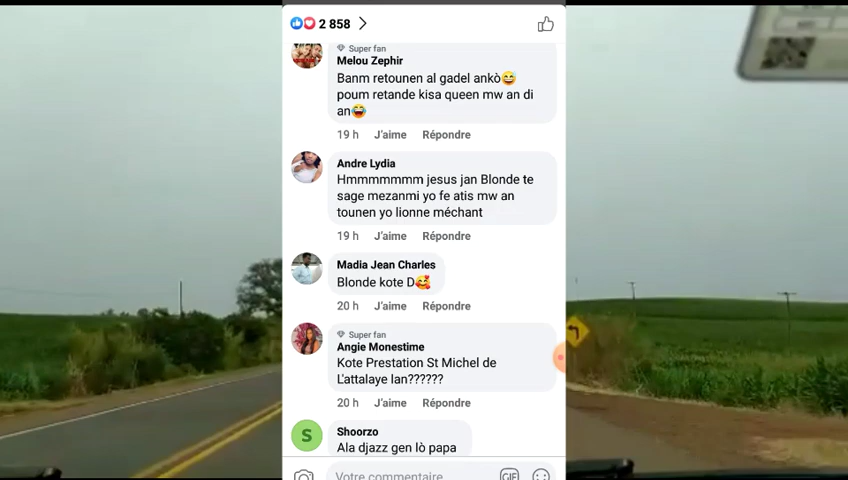 2 858
Super fan
Melou Zephir
Banm retounen al gadel ankò😅
poum retande kisa queen mw an di
an😂
19 h J'aime Répondre
Andre Lydia
Hmmmmmmm jesus jan Blonde te
sage mezanmi yo fe atis mw an
tounen yo lionne méchant
19 h J'aime Répondre
Madia Jean Charles
Blonde kote D🥰
20 h J'aime Répondre
Super fan
Angie Monestime
Kote Prestation St Michel de
L'attalaye lan??????
20 h J'aime Répondre
S
Shoorzo
Ala djazz gen lò papa
Votre commentaire
GIF